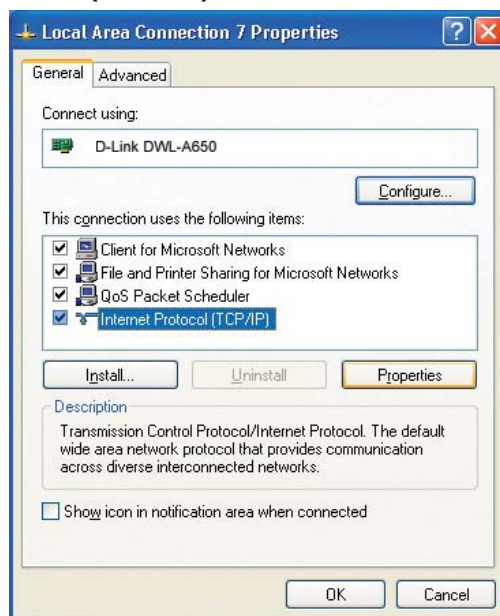 Local Area Connection 7 Properties
General Advanced
Connect using:
D-Link DWL-A650
Configure...
This connection uses the following items:
Client for Microsoft Networks
File and Printer Sharing for Microsoft Networks
QoS Packet Scheduler
Internet Protocol (TCP/IP)
Install... Uninstall Properties
Description
Transmission Control Protocol/Internet Protocol. The default
wide area network protocol that provides communication
across diverse interconnected networks.
Show icon in notification area when connected
OK Cancel